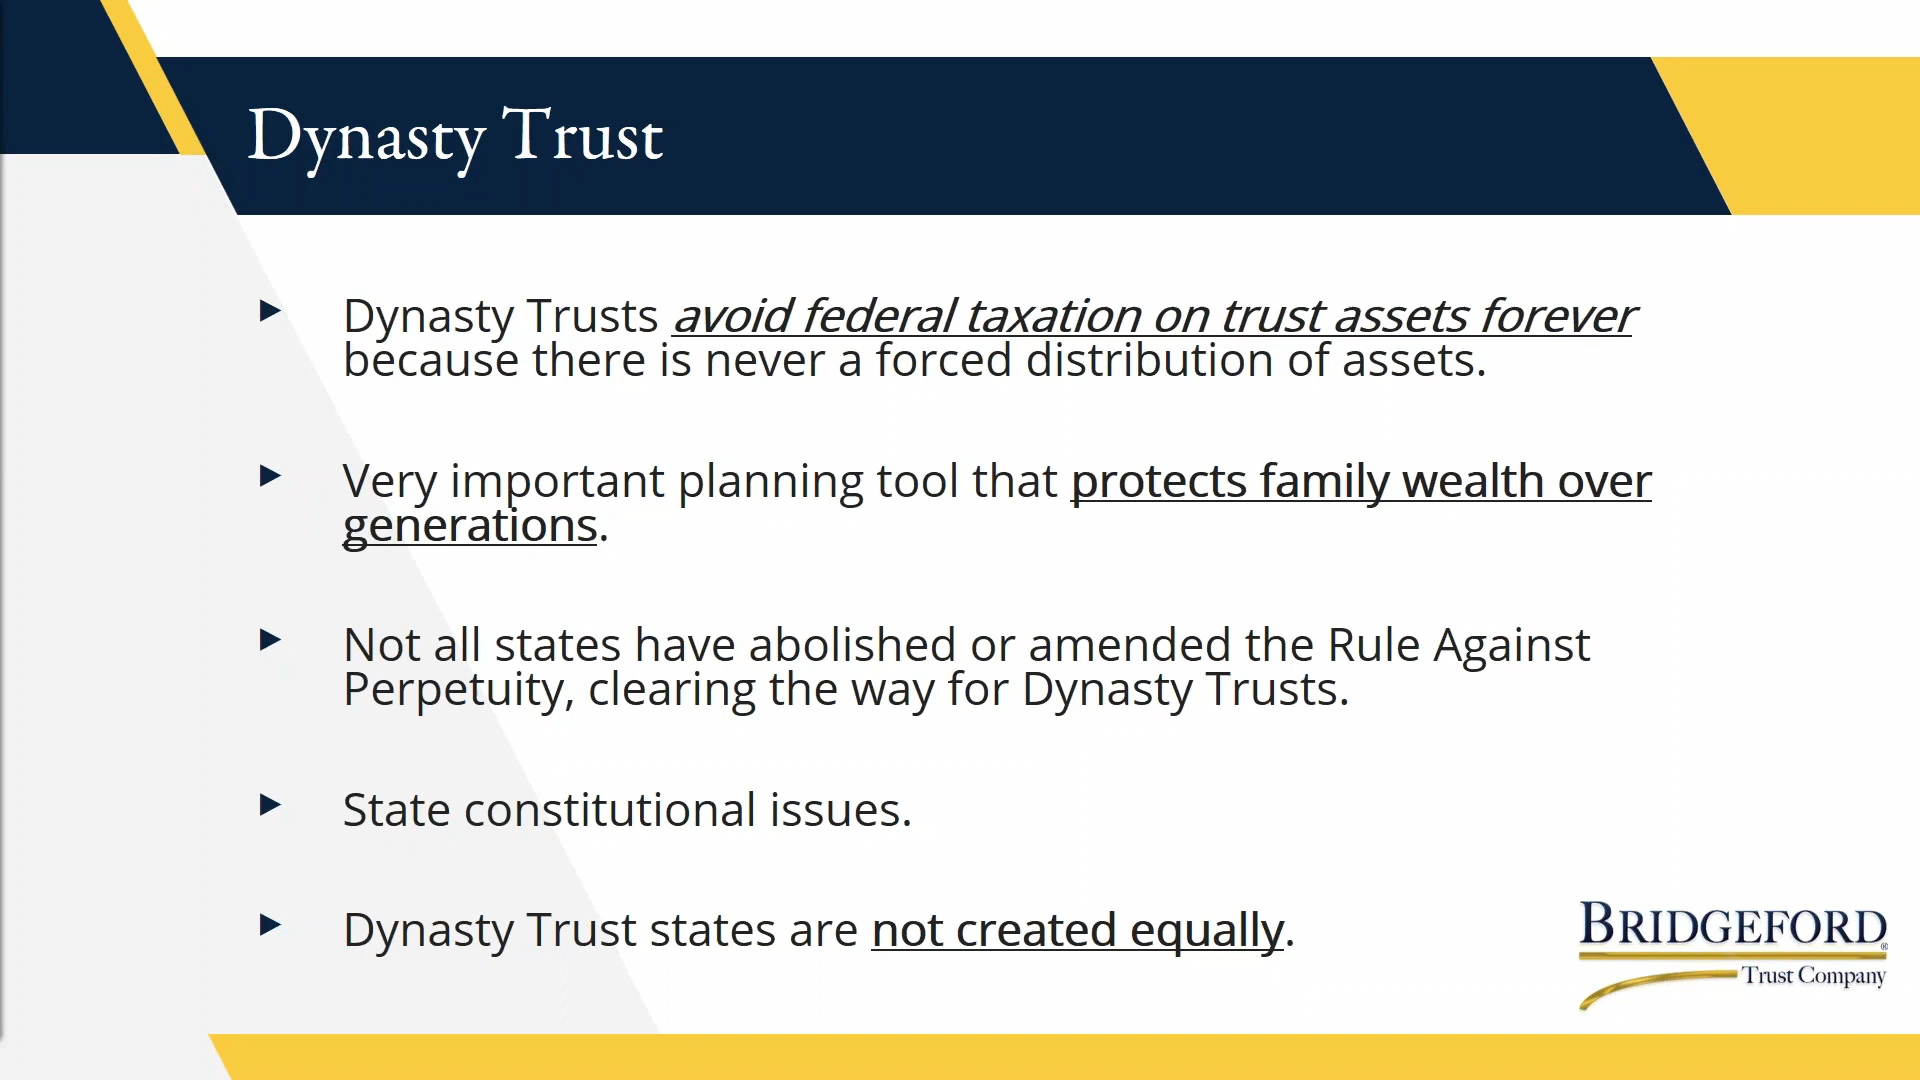 Dynasty Trust
Dynasty Trusts avoid federal taxation on trust assets forever
because there is never a forced distribution of assets.
Very important planning tool that protects family wealth over
generations.
Not all states have abolished or amended the Rule Against
Perpetuity, clearing the way for Dynasty Trusts.
State constitutional issues.
Dynasty Trust states are not created equally.
BRIDGEFORD®
Trust Company